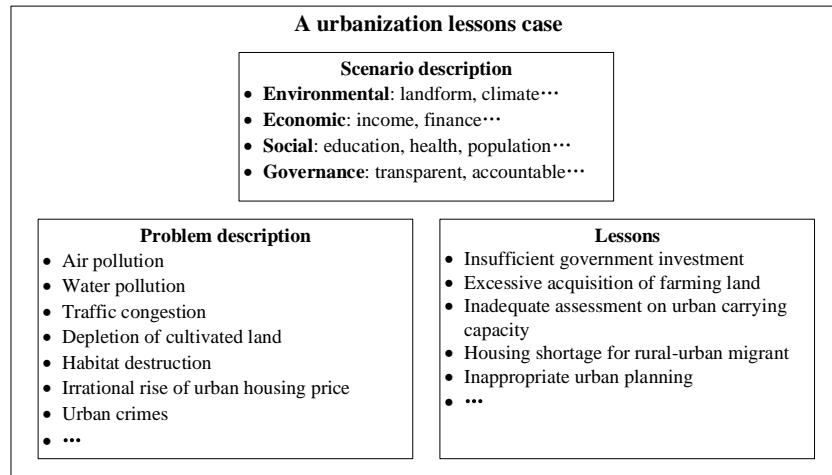 A urbanization lessons case
Scenario description
• Environmental: landform, climate⋯
• Economic: income, finance⋯
• Social: education, health, population⋯
• Governance: transparent, accountable⋯
Problem description
• Air pollution
• Water pollution
• Traffic congestion
• Depletion of cultivated land
• Habitat destruction
• Irrational rise of urban housing price
• Urban crimes
• ⋯
Lessons
• Insufficient government investment
• Excessive acquisition of farming land
• Inadequate assessment on urban carrying
capacity
• Housing shortage for rural-urban migrant
• Inappropriate urban planning
• ⋯